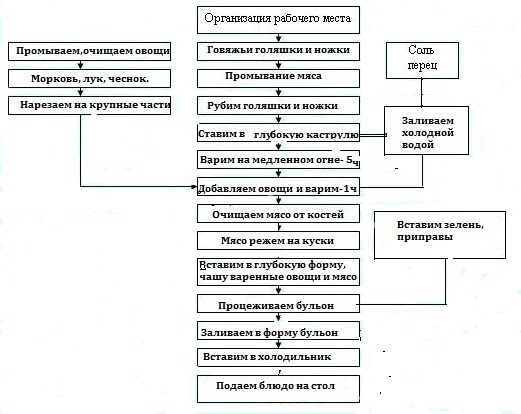 Организация рабочего места
Промываем,очищаем овощи
Говяжьи голяшки и ножки
Соль
перец
Морковь, лук, чеснок.
Промывание мяса
Нарезаем на крупные части
Рубим голяшки и ножки
Заливаем
холодной
водой
Ставим в глубокую каструлю
Варим на медленном огне- 5ч
Добавляем овощи и варим-1ч
Очищаем мясо от костей
Вставим зелень,
приправы
Мясо режем на куски
Вставим в глубокую форму,
чашу варенные овощи и мясо
Процеживаем бульон
Заливаем в форму бульон
Вставим в холодильник
Подаем блюдо на стол